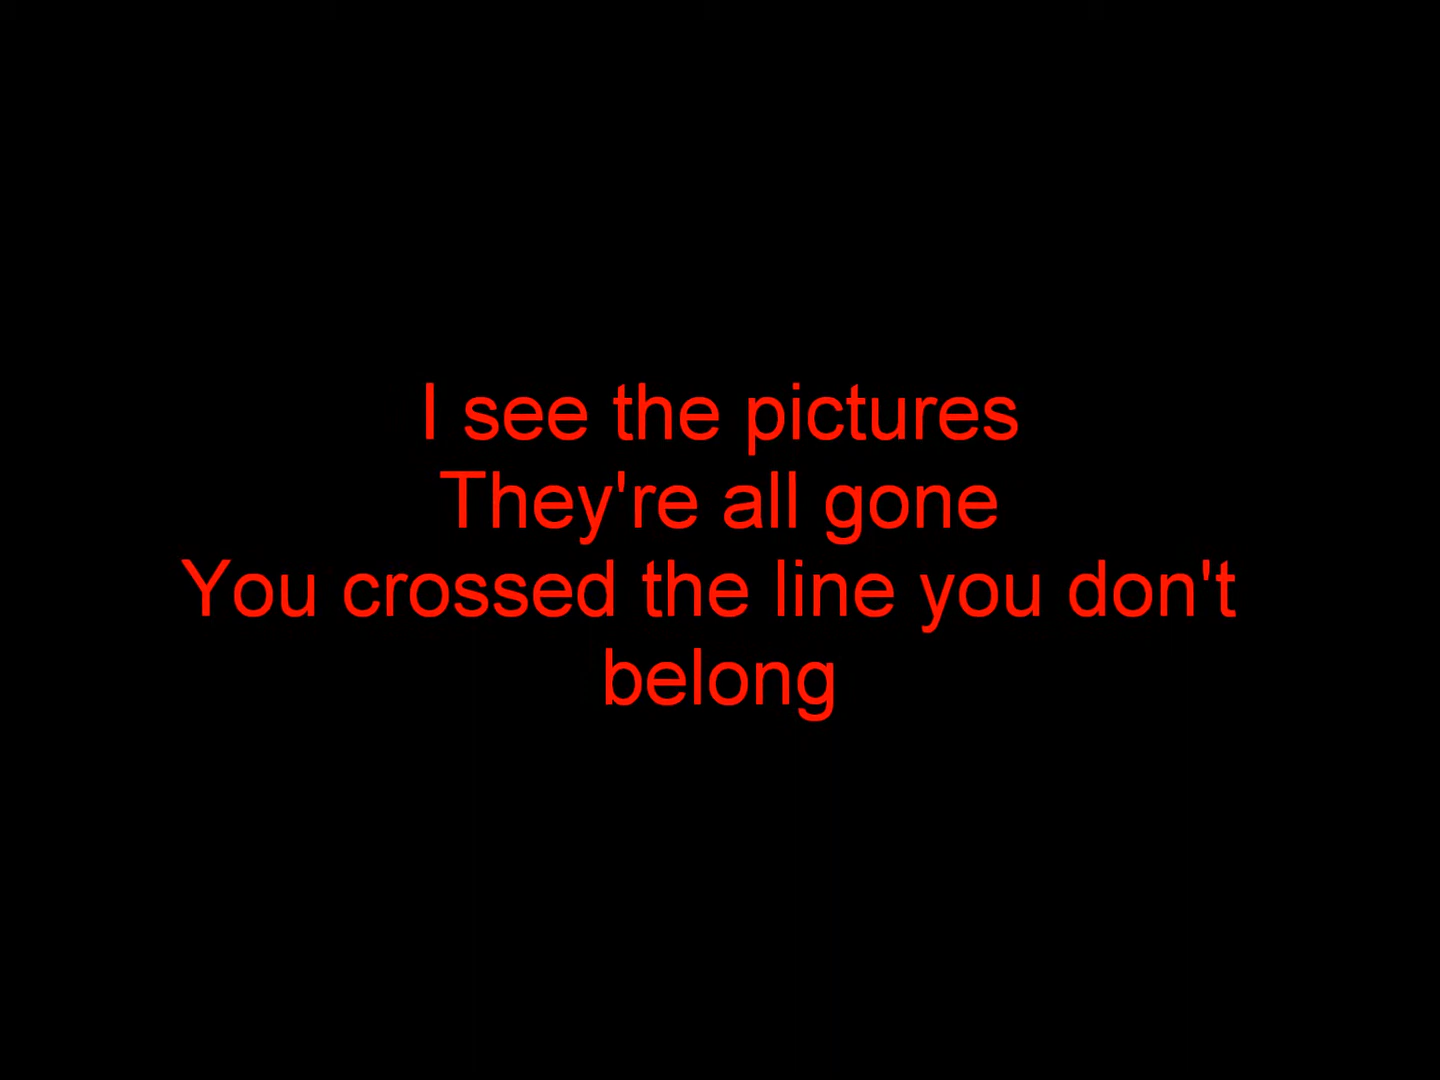 I see the pictures
They're all gone
You crossed the line you don't
belong